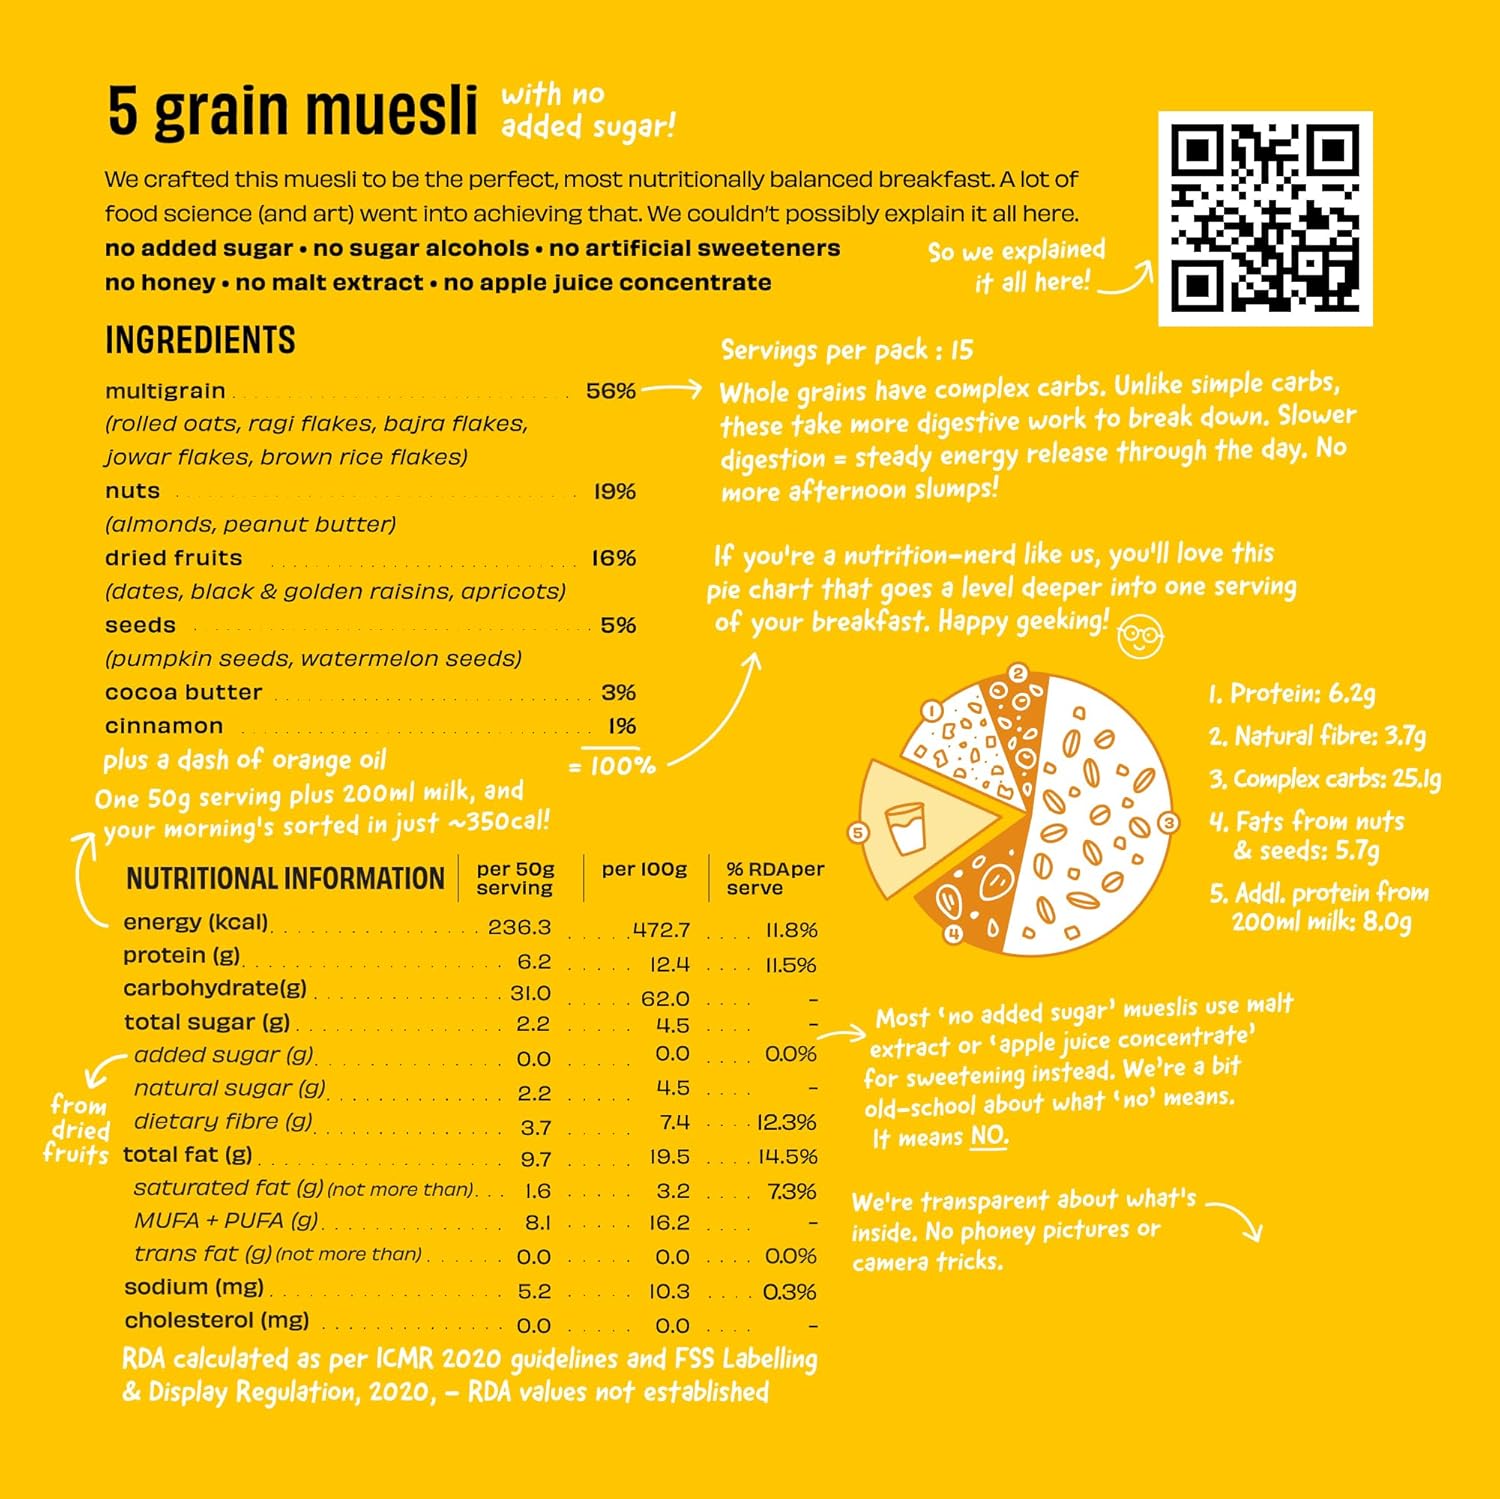 5 grain muesli with no
added sugar!
We crafted this muesli to be the perfect, most nutritionally balanced breakfast. A lot of
food science (and art) went into achieving that. We couldn't possibly explain it all here.
no added sugar • no sugar alcohols • no artificial sweeteners
no honey • no malt extract • no apple juice concentrate
So we explained
it all here!
INGREDIENTS
multigrain 56%
(rolled oats, ragi flakes, bajra flakes,
jowar flakes, brown rice flakes)
nuts 19%
(almonds, peanut butter)
dried fruits 16%
(dates, black & golden raisins, apricots)
seeds 5%
(pumpkin seeds, watermelon seeds)
cocoa butter 3%
cinnamon 1%
plus a dash of orange oil
= 100%
One 50g serving plus 200ml milk, and
your morning's sorted in just ~350cal!
Servings per pack : 15
Whole grains have complex carbs. Unlike simple carbs,
these take more digestive work to break down. Slower
digestion = steady energy release through the day. No
more afternoon slumps!
If you're a nutrition-nerd like us, you'll love this
pie chart that goes a level deeper into one serving
of your breakfast. Happy geeking!
1
2
3
4
5
1. Protein: 6.2g
2. Natural fibre: 3.7g
3. Complex carbs: 25.1g
4. Fats from nuts
& seeds: 5.7g
5. Addl. protein from
200ml milk: 8.0g
NUTRITIONAL INFORMATION per 50g serving per 100g % RDA per serve
energy (kcal) 236.3 472.7 11.8%
protein (g) 6.2 12.4 11.5%
carbohydrate(g) 31.0 62.0 –
total sugar (g) 2.2 4.5 –
added sugar (g) 0.0 0.0 0.0%
natural sugar (g) 2.2 4.5 –
dietary fibre (g) 3.7 7.4 12.3%
total fat (g) 9.7 19.5 14.5%
saturated fat (g) (not more than) 1.6 3.2 7.3%
MUFA + PUFA (g) 8.1 16.2 –
trans fat (g) (not more than) 0.0 0.0 0.0%
sodium (mg) 5.2 10.3 0.3%
cholesterol (mg) 0.0 0.0 –
from
dried
fruits
RDA calculated as per ICMR 2020 guidelines and FSS Labelling
& Display Regulation, 2020, – RDA values not established
Most 'no added sugar' mueslis use malt
extract or 'apple juice concentrate'
for sweetening instead. We're a bit
old-school about what 'no' means.
It means NO.
We're transparent about what's
inside. No phoney pictures or
camera tricks.